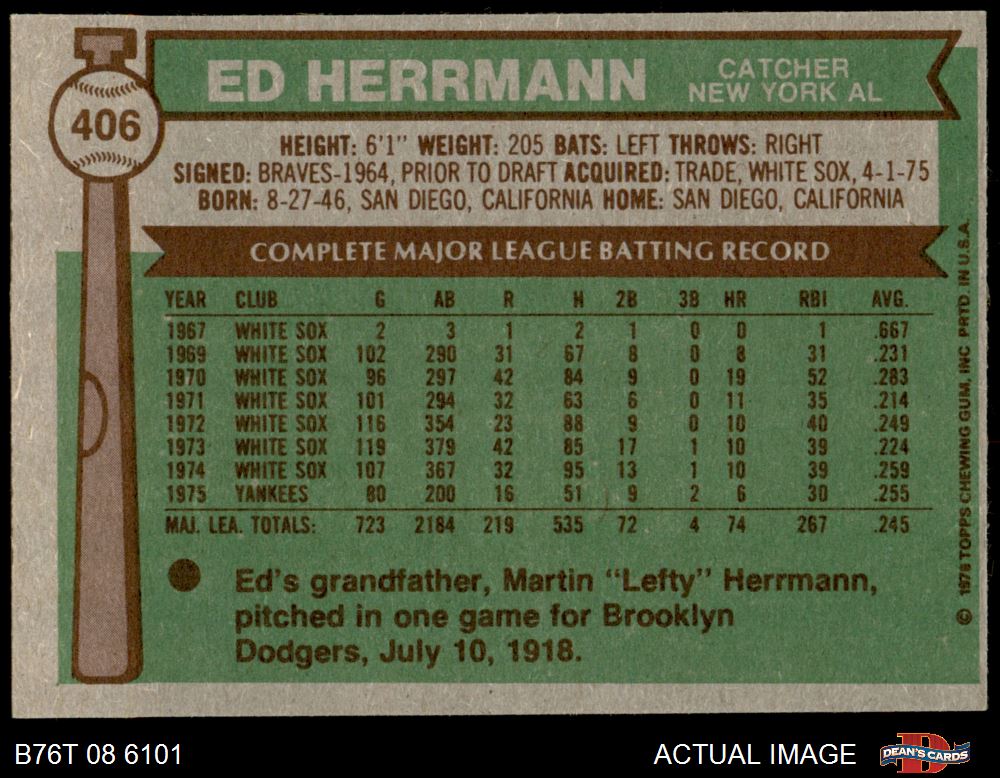 406
ED HERRMANN
CATCHER
NEW YORK AL
HEIGHT: 6'1" WEIGHT: 205 BATS: LEFT THROWS: RIGHT
SIGNED: BRAVES-1964, PRIOR TO DRAFT ACQUIRED: TRADE, WHITE SOX, 4-1-75
BORN: 8-27-46, SAN DIEGO, CALIFORNIA HOME: SAN DIEGO, CALIFORNIA
COMPLETE MAJOR LEAGUE BATTING RECORD
YEAR CLUB G AB R H 2B 3B HR RBI AVG.
1967 WHITE SOX 2 3 1 2 1 0 0 1 .667
1969 WHITE SOX 102 290 31 67 8 0 8 31 .231
1970 WHITE SOX 96 297 42 84 9 0 19 52 .283
1971 WHITE SOX 101 294 32 63 6 0 11 35 .214
1972 WHITE SOX 116 354 23 88 9 0 10 40 .249
1973 WHITE SOX 119 379 42 85 17 1 10 39 .224
1974 WHITE SOX 107 367 32 95 13 1 10 39 .259
1975 YANKEES 80 200 16 51 9 2 6 30 .255
MAJ. LEA. TOTALS: 723 2184 219 535 72 4 74 267 .245
Ed's grandfather, Martin "Lefty" Herrmann,
pitched in one game for Brooklyn
Dodgers, July 10, 1918.
© 1976 TOPPS CHEWING GUM, INC PRTD IN U.S.A.
B76T 08 6101
ACTUAL IMAGE
DEAN'S CARDS